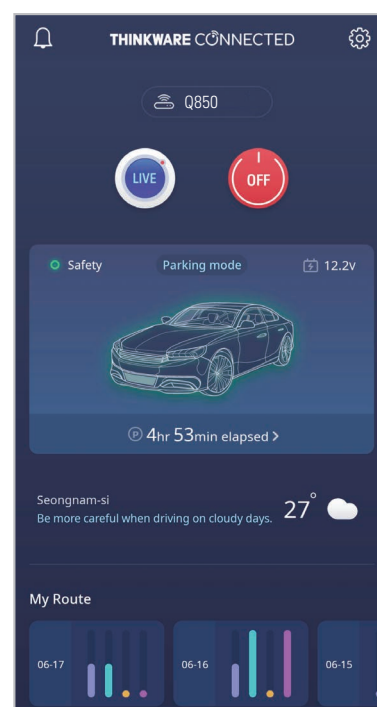 THINKWARE CONNECTED
Q850
LIVE
OFF
Safety Parking mode 12.2v
P 4hr 53min elapsed >
Seongnam-si
Be more careful when driving on cloudy days.
27°
My Route
06-17 06-16 06-15